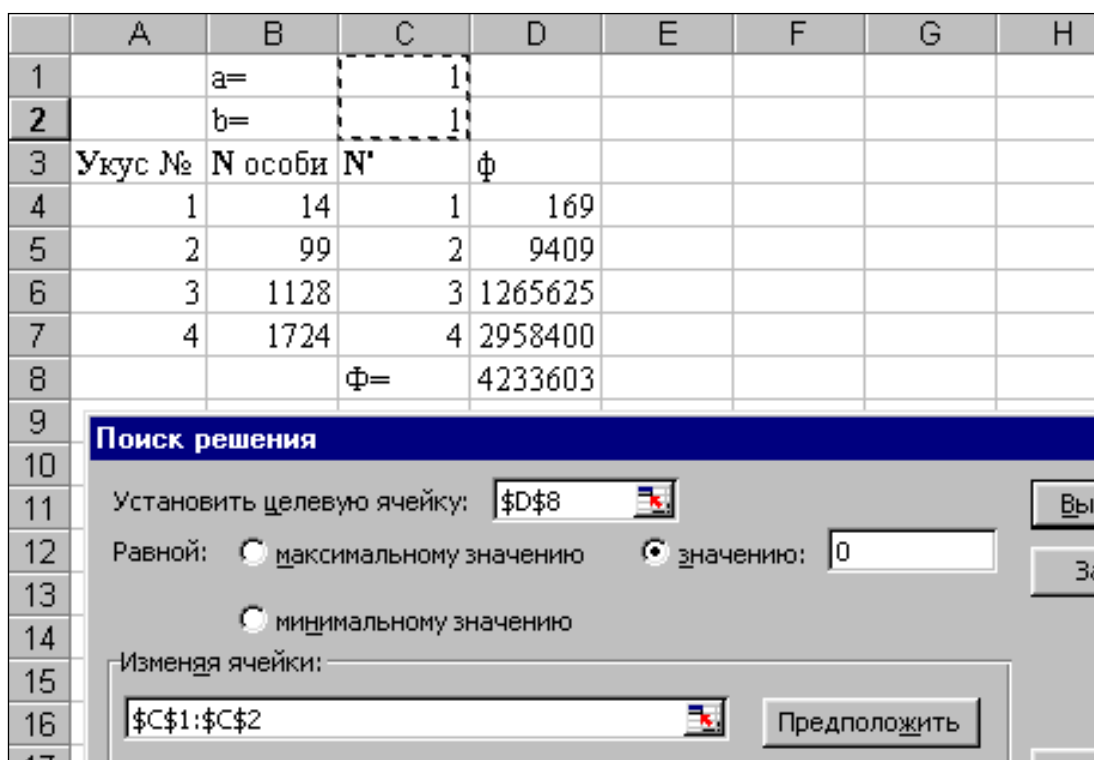 A B C D E F G H
1 a= 1
2 b= 1
3 Укус № N особи N' ф
4 1 14 1 169
5 2 99 2 9409
6 3 1128 3 1265625
7 4 1724 4 2958400
8 Ф= 4233603
9
Поиск решения
10
11 Установить целевую ячейку: $D$8
12 Равной: максимальному значению значению: 0
13
14 минимальному значению
15 Изменяя ячейки:
16 $C$1:$C$2 Предположить